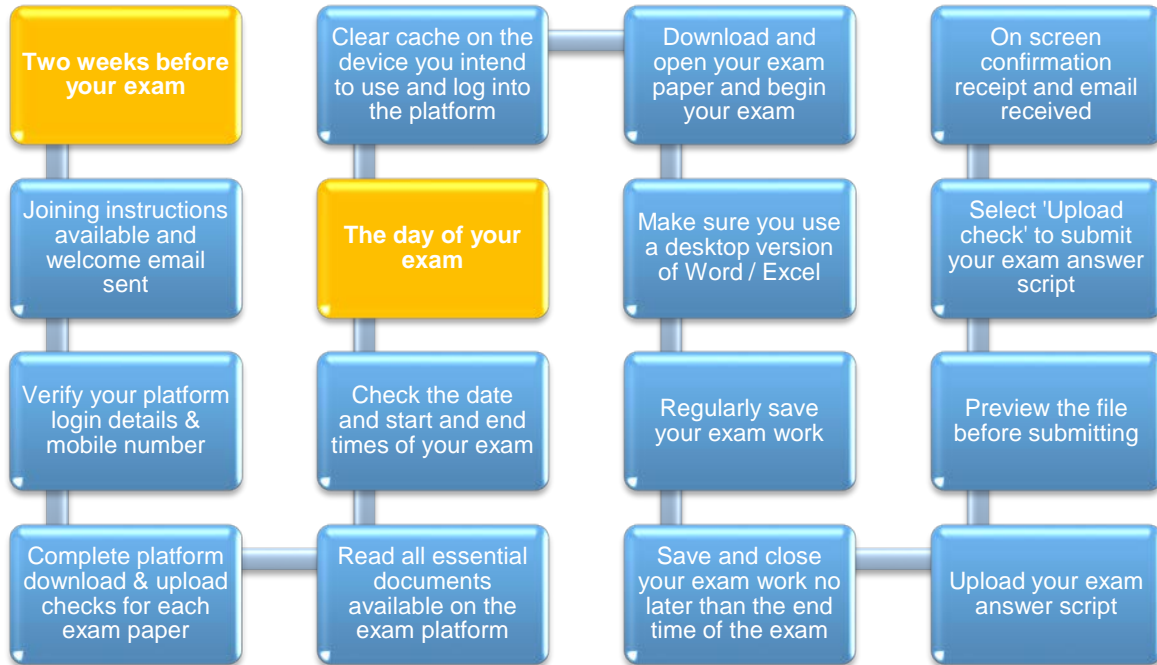 Two weeks before
your exam
Joining instructions
available and
welcome email
sent
Verify your platform
login details &
mobile number
Complete platform
download & upload
checks for each
exam paper
Read all essential
documents
available on the
exam platform
Check the date
and start and end
times of your exam
The day of your
exam
Clear cache on the
device you intend
to use and log into
the platform
Download and
open your exam
paper and begin
your exam
Make sure you use
a desktop version
of Word / Excel
Regularly save
your exam work
Save and close
your exam work no
later than the end
time of the exam
Upload your exam
answer script
Preview the file
before submitting
Select 'Upload
check' to submit
your exam answer
script
On screen
confirmation
receipt and email
received